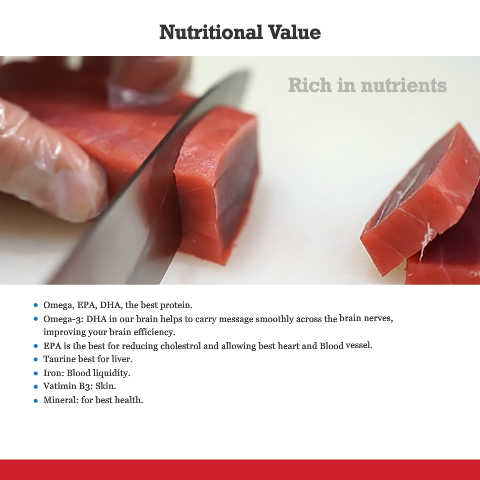 Nutritional Value
Rich in nutrients
Omega, EPA, DHA, the best protein.
Omega-3: DHA in our brain helps to carry message smoothly across the brain nerves,
improving your brain efficiency.
EPA is the best for reducing cholestrol and allowing best heart and Blood vessel.
Taurine best for liver.
Iron: Blood liquidity.
Vatimin B3: Skin.
Mineral: for best health.